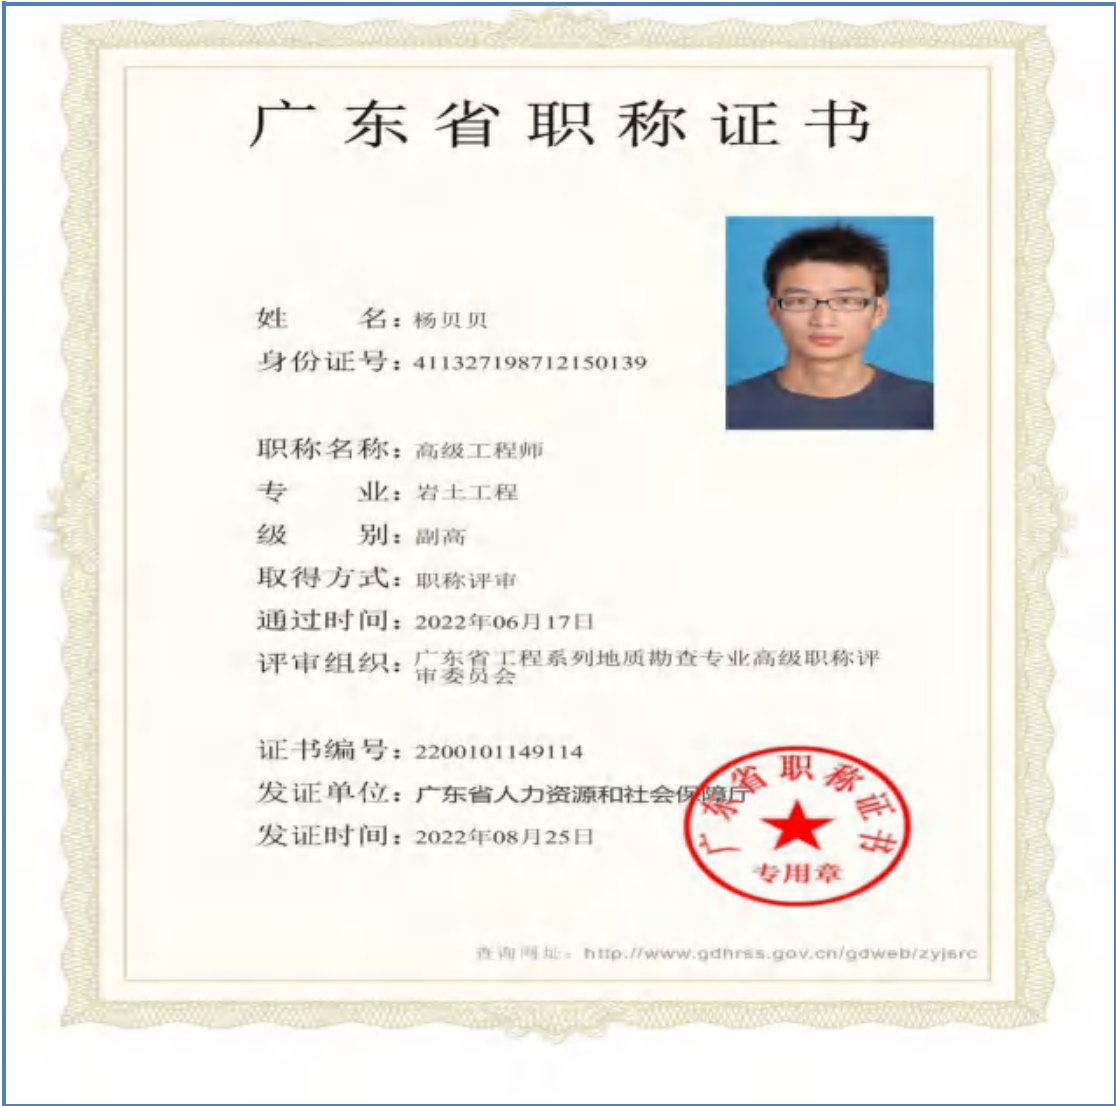 广东省职称证书
姓 名：杨贝贝
身份证号：411327198712150139
职称名称：高级工程师
专 业：岩土工程
级 别：副高
取得方式：职称评审
通过时间：2022年06月17日
评审组织：广东省工程系列地质勘查专业高级职称评
审委员会
证书编号：2200101149114
发证单位：广东省人力资源和社会保障厅
发证时间：2022年08月25日
广东省职称证书
专用章
查询网址：http://www.gdhrss.gov.cn/gdweb/zyjsrc